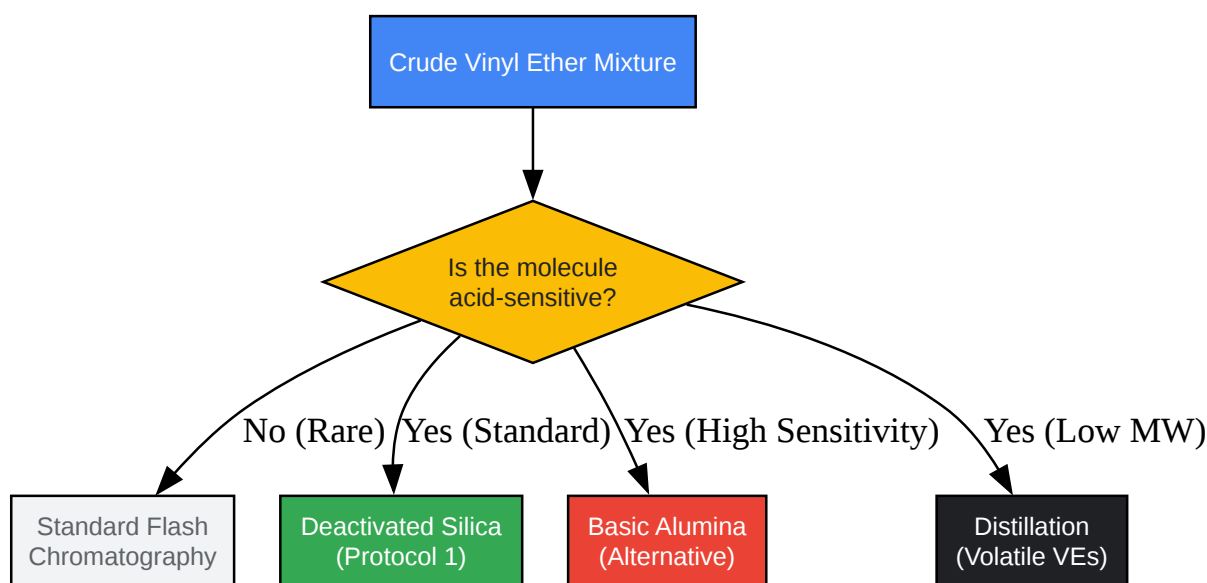 Crude Vinyl Ether Mixture
Is the molecule
acid-sensitive?
No (Rare)
Yes (Standard)
Yes (High Sensitivity)
Yes (Low MW)
Standard Flash
Chromatography
Deactivated Silica
(Protocol 1)
Basic Alumina
(Alternative)
Distillation
(Volatile VEs)